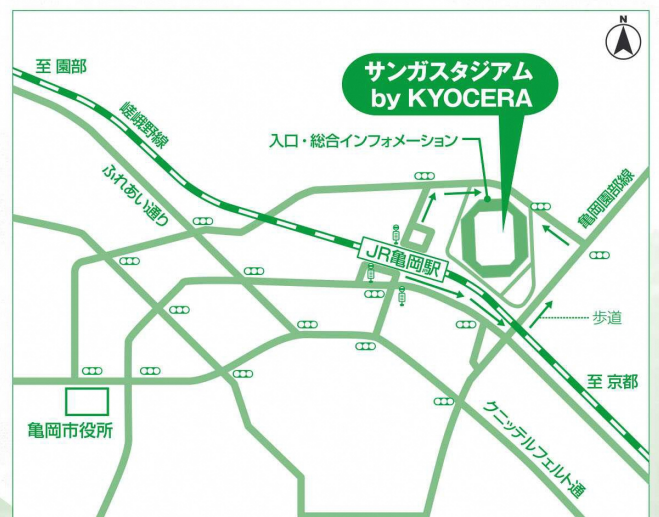 N
至 園部
サンガスタジアム
by KYOCERA
嵯峨野線
入口・総合インフォメーション
ふれあい通り
亀岡園部線
JR亀岡駅
歩道
至 京都
亀岡市役所
クニッテルフェルト通